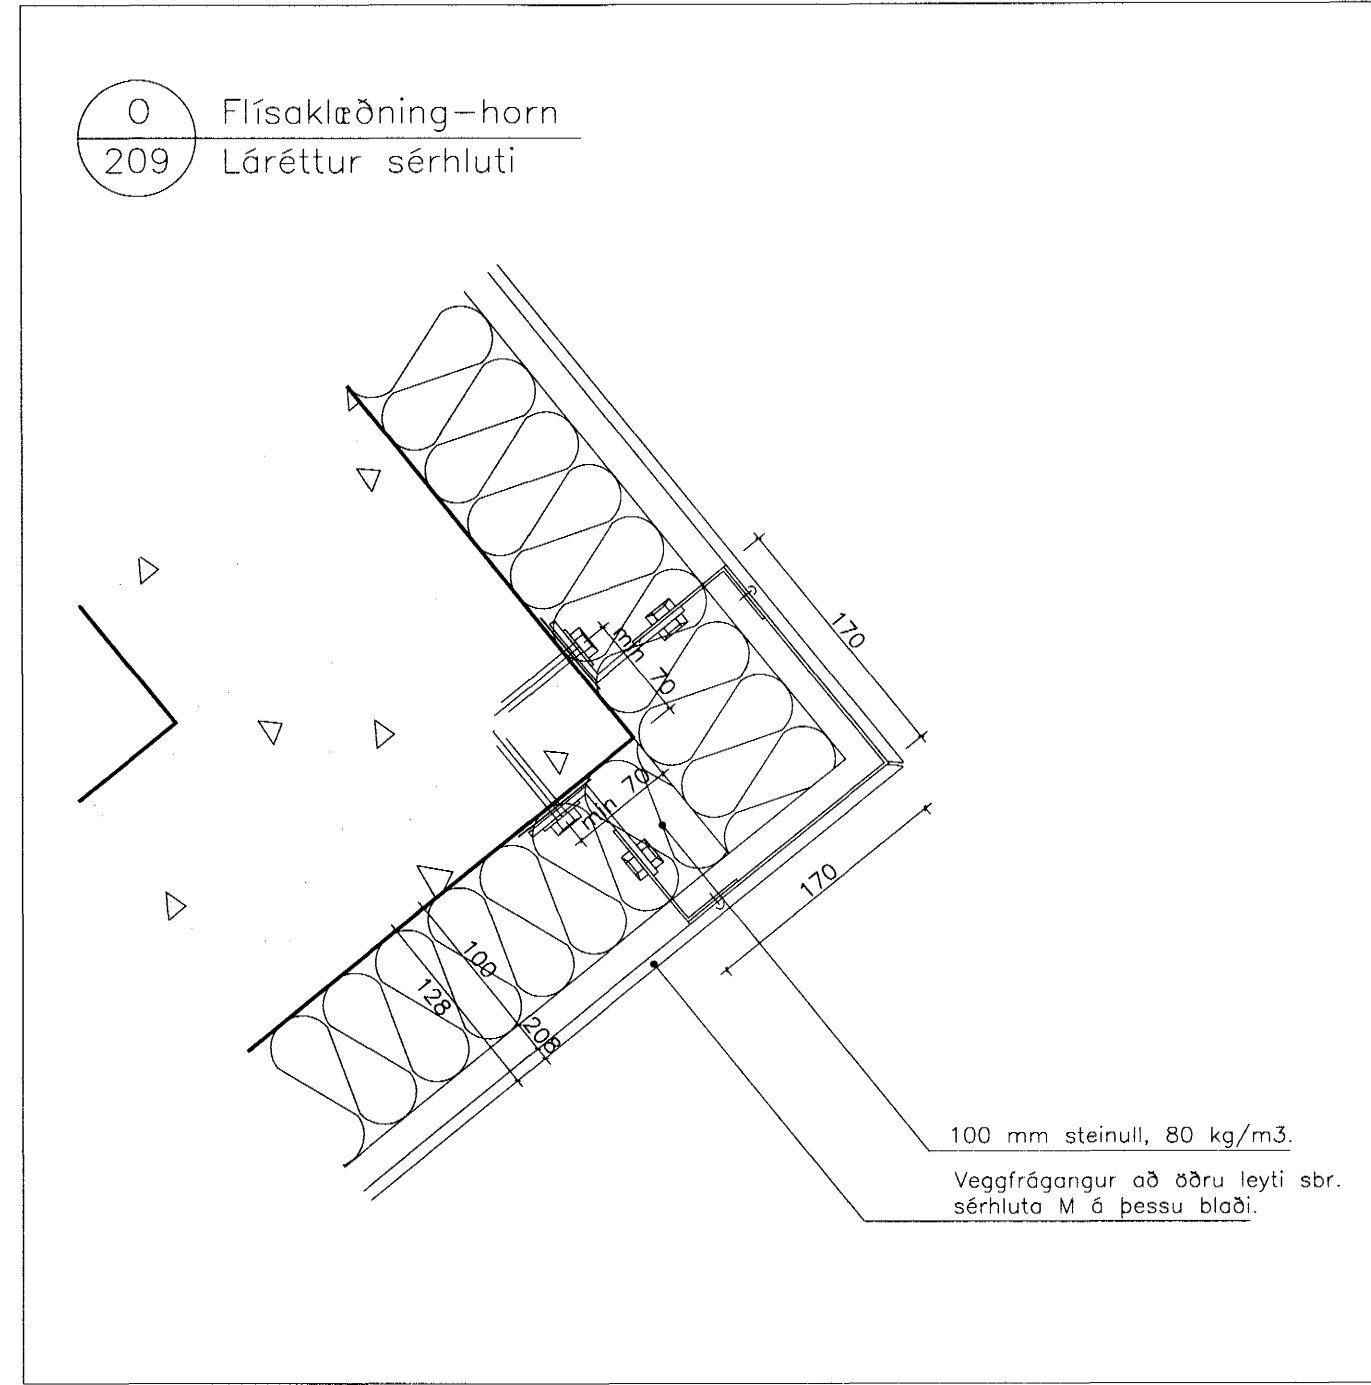 O
Flísaklæðning-horn
209
Láréttur sérhluti
170
min 70
min 70
170
100
128
208
100 mm steinull, 80 kg/m3.
Veggfrágangur að öðru leyti sbr.
sérhluta M á þessu blaði.